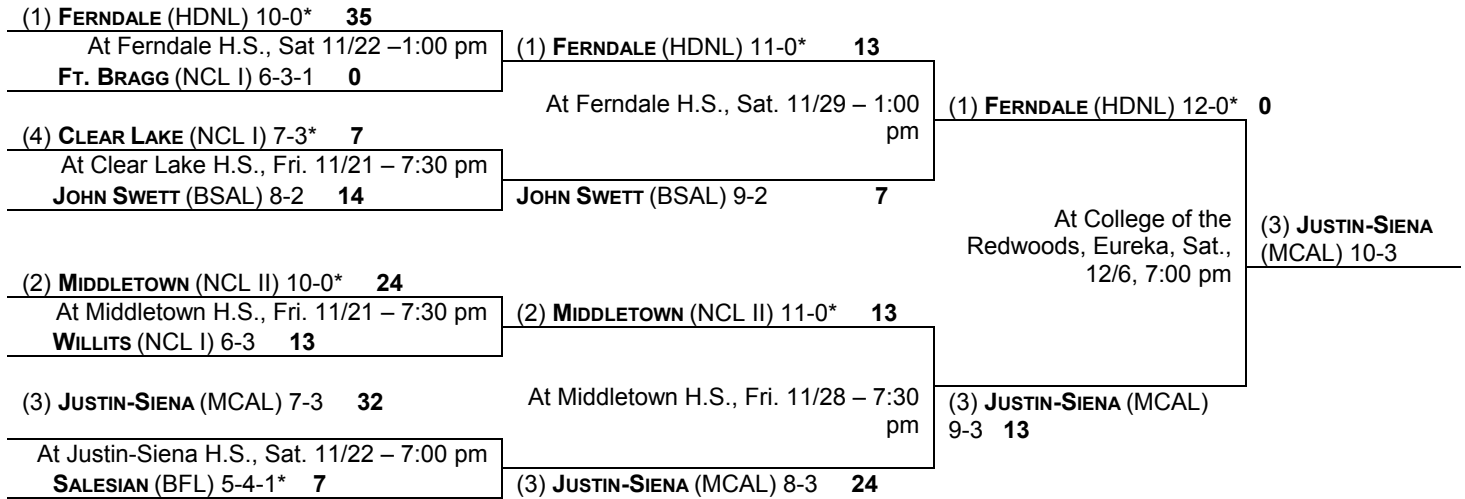 (1) FERNDALE (HDNL) 10-0* 35
At Ferndale H.S., Sat 11/22 –1:00 pm
FT. BRAGG (NCL I) 6-3-1 0
(4) CLEAR LAKE (NCL I) 7-3* 7
At Clear Lake H.S., Fri. 11/21 – 7:30 pm
JOHN SWETT (BSAL) 8-2 14
(2) MIDDLETOWN (NCL II) 10-0* 24
At Middletown H.S., Fri. 11/21 – 7:30 pm
WILLITS (NCL I) 6-3 13
(3) JUSTIN-SIENA (MCAL) 7-3 32
At Justin-Siena H.S., Sat. 11/22 – 7:00 pm
SALESIAN (BFL) 5-4-1* 7
(1) FERNDALE (HDNL) 11-0* 13
At Ferndale H.S., Sat. 11/29 – 1:00
pm
JOHN SWETT (BSAL) 9-2 7
(2) MIDDLETOWN (NCL II) 11-0* 13
At Middletown H.S., Fri. 11/28 – 7:30
pm
(3) JUSTIN-SIENA (MCAL) 8-3 24
(1) FERNDALE (HDNL) 12-0* 0
At College of the
Redwoods, Eureka, Sat.,
12/6, 7:00 pm
(3) JUSTIN-SIENA (MCAL)
9-3 13
(3) JUSTIN-SIENA
(MCAL) 10-3